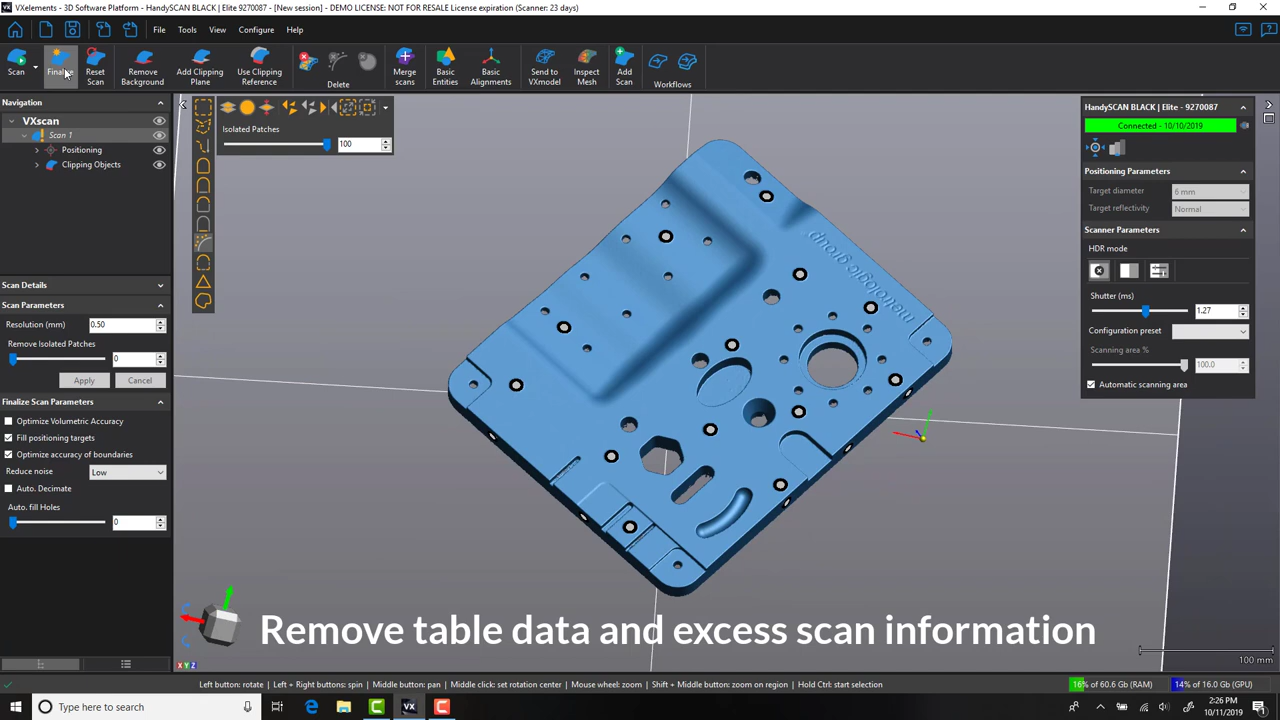 VXelements - 3D Software Platform - HandySCAN BLACK | Elite 9270087 - [New session] - DEMO LICENSE: NOT FOR RESALE License expiration (Scanner: 23 days)
File Tools View Configure Help
Scan
Finalize
Reset Scan
Remove Background
Add Clipping Plane
Use Clipping Reference
Delete
Merge scans
Basic Entities
Basic Alignments
Send to VXmodel
Inspect Mesh
Add Scan
Workflows
Navigation
VXscan
Scan 1
Positioning
Clipping Objects
Isolated Patches
100
Scan Details
Scan Parameters
Resolution (mm) 0.50
Remove Isolated Patches
0
Apply Cancel
Finalize Scan Parameters
Optimize Volumetric Accuracy
Fill positioning targets
Optimize accuracy of boundaries
Reduce noise Low
Auto. Decimate
Auto. fill Holes
0
metrologic group
HandySCAN BLACK | Elite - 9270087
Connected - 10/10/2019
Positioning Parameters
Target diameter 6 mm
Target reflectivity Normal
Scanner Parameters
HDR mode
Shutter (ms)
1.27
Configuration preset
Scanning area %
100.0
Automatic scanning area
Remove table data and excess scan information
100 mm
X Y Z
Left button: rotate | Left + Right buttons: spin | Middle button: pan | Middle click: set rotation center | Mouse wheel: zoom | Shift + Middle button: zoom on region | Hold Ctrl: start selection
16% of 60.6 Gb (RAM) 14% of 16.0 Gb (GPU)
Type here to search
VX
C
C
2:26 PM
10/11/2019
1